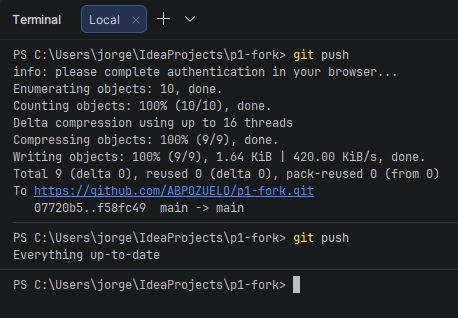 Terminal Local
PS C:\Users\jorge\IdeaProjects\p1-fork> git push
info: please complete authentication in your browser...
Enumerating objects: 10, done.
Counting objects: 100% (10/10), done.
Delta compression using up to 16 threads
Compressing objects: 100% (9/9), done.
Writing objects: 100% (9/9), 1.64 KiB | 420.00 KiB/s, done.
Total 9 (delta 0), reused 0 (delta 0), pack-reused 0 (from 0)
To https://github.com/ABPOZUELO/p1-fork.git
   07720b5..f58fc49  main -> main
PS C:\Users\jorge\IdeaProjects\p1-fork> git push
Everything up-to-date
PS C:\Users\jorge\IdeaProjects\p1-fork>